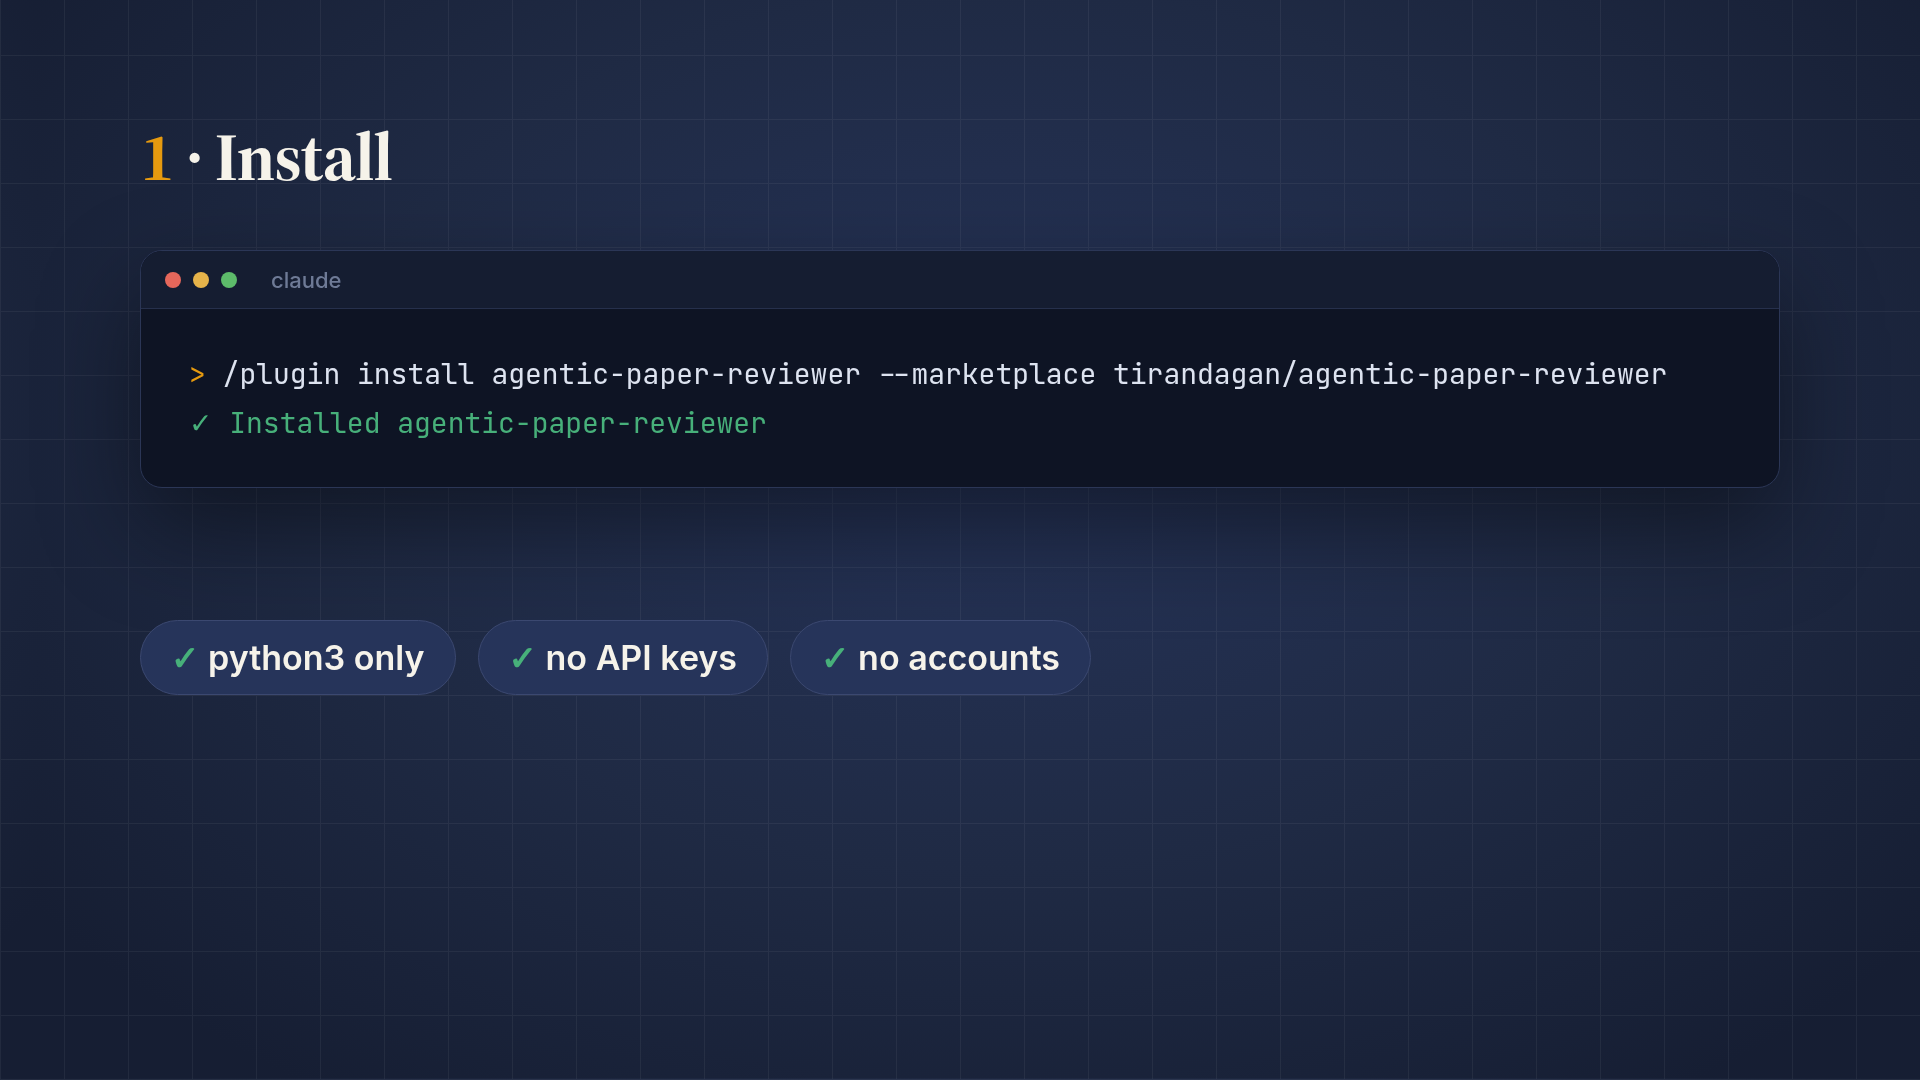 1 · Install
claude
> /plugin install agentic-paper-reviewer --marketplace tirandagan/agentic-paper-reviewer
✓ Installed agentic-paper-reviewer
✓ python3 only
✓ no API keys
✓ no accounts